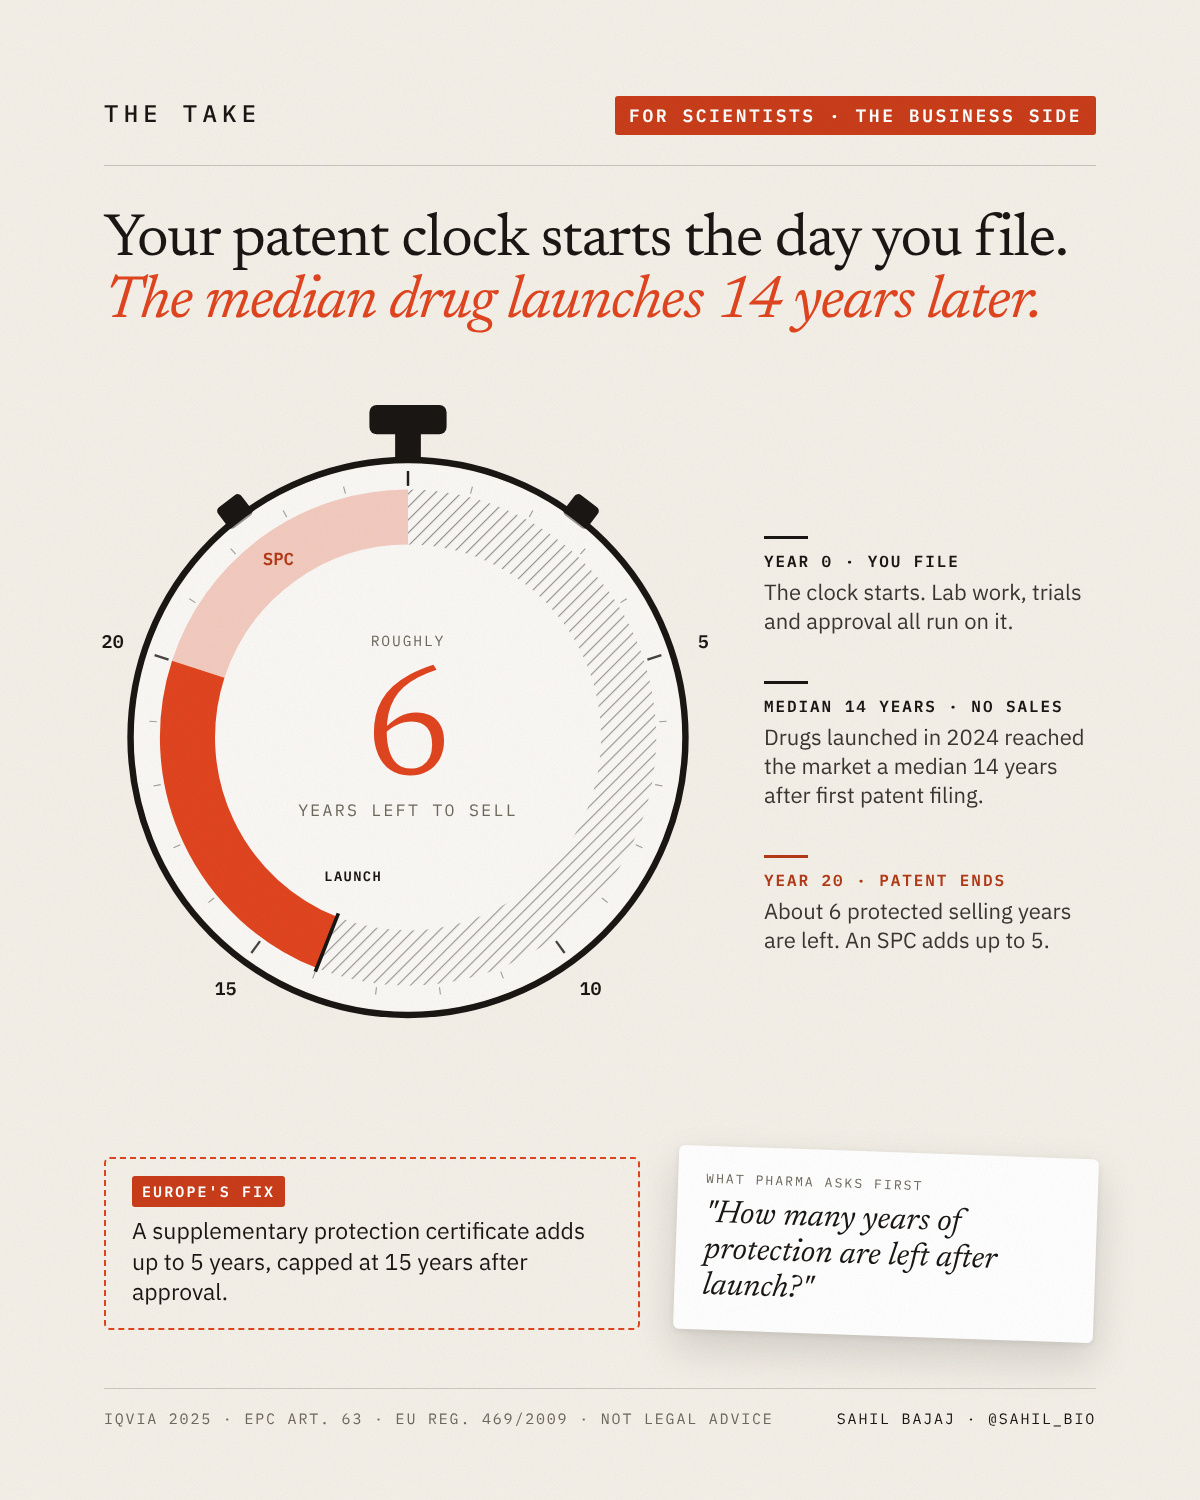 THE TAKE
FOR SCIENTISTS · THE BUSINESS SIDE
Your patent clock starts the day you file.
The median drug launches 14 years later.
SPC
20
5
ROUGHLY
6
YEARS LEFT TO SELL
LAUNCH
15
10
YEAR 0 · YOU FILE
The clock starts. Lab work, trials
and approval all run on it.
MEDIAN 14 YEARS · NO SALES
Drugs launched in 2024 reached
the market a median 14 years
after first patent filing.
YEAR 20 · PATENT ENDS
About 6 protected selling years
are left. An SPC adds up to 5.
EUROPE'S FIX
A supplementary protection certificate adds
up to 5 years, capped at 15 years after
approval.
WHAT PHARMA ASKS FIRST
"How many years of
protection are left after
launch?"
IQVIA 2025 · EPC ART. 63 · EU REG. 469/2009 · NOT LEGAL ADVICE
SAHIL BAJAJ · @SAHIL_BIO